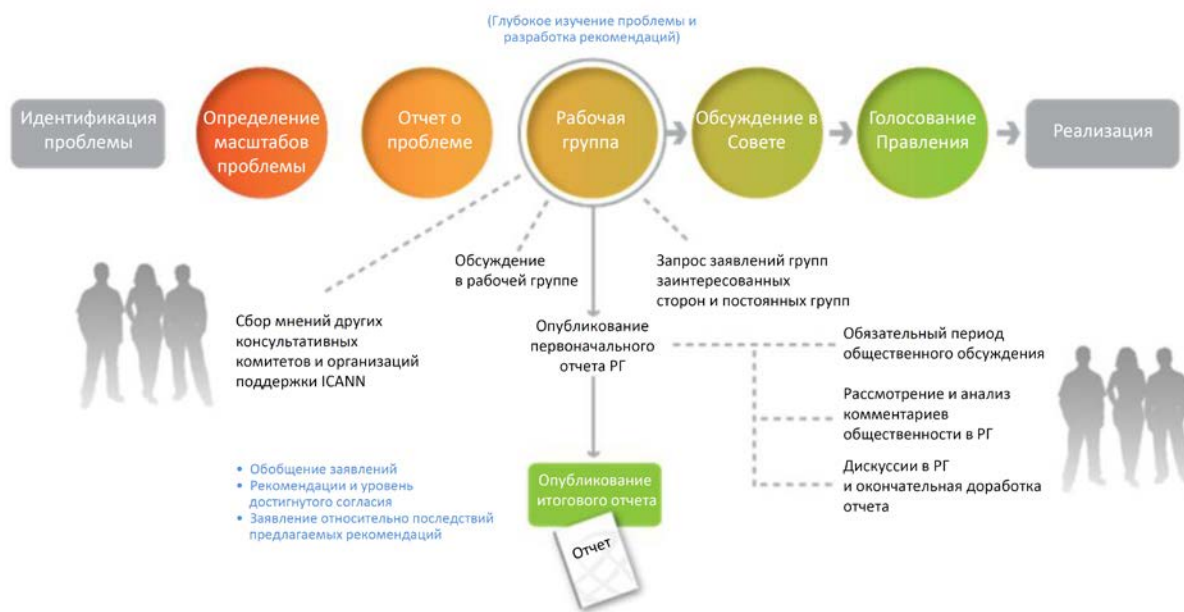 (Глубокое изучение проблемы и
разработка рекомендаций)
Идентификация
проблемы
Определение
масштабов
проблемы
Отчет о
проблеме
Рабочая
группа
Обсуждение в
Совете
Голосование
Правления
Реализация
Сбор мнений других
консультативных
комитетов и организаций
поддержки ICANN
Обсуждение
в рабочей группе
Запрос заявлений групп
заинтересованных
сторон и постоянных групп
Опубликование
первоначального
отчета РГ
Обязательный период
общественного обсуждения
Рассмотрение и анализ
комментариев
общественности в РГ
Дискуссии в РГ
и окончательная доработка
отчета
• Обобщение заявлений
• Рекомендации и уровень
достигнутого согласия
• Заявление относительно последствий
предлагаемых рекомендаций
Опубликование
итогового отчета
Отчет